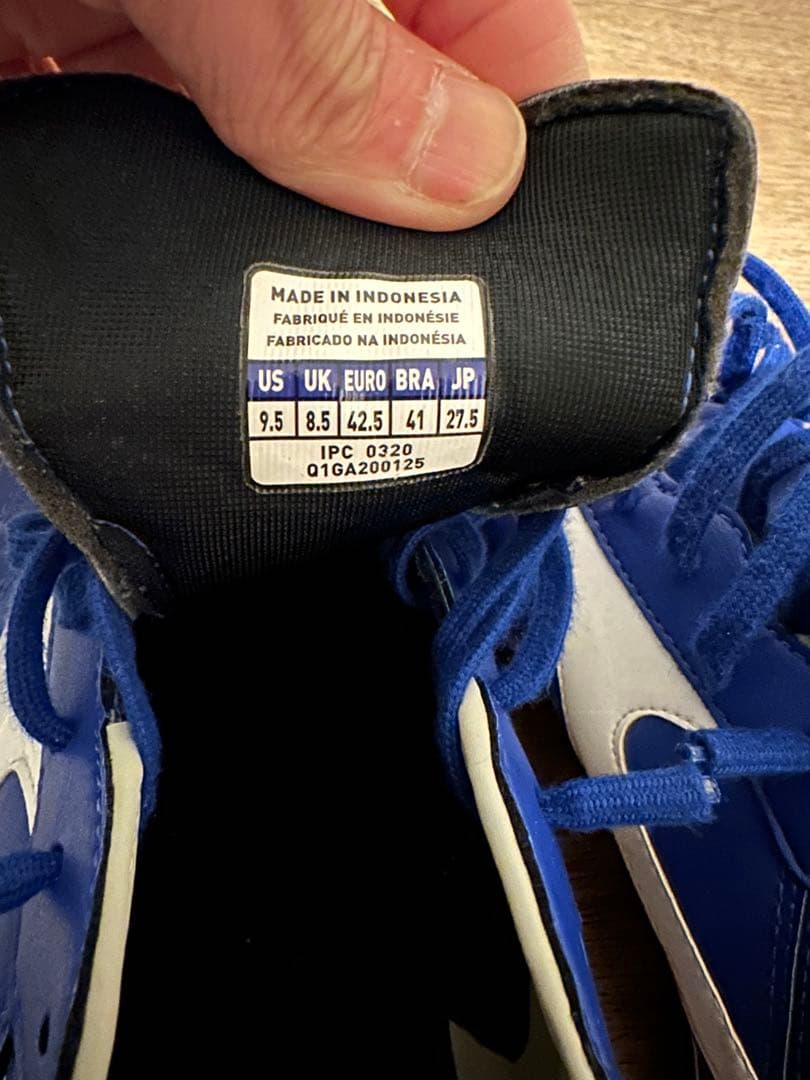 MADE IN INDONESIA
FABRIQUÉ EN INDONÉSIE
FABRICADO NA INDONÉSIA
US UK EURO BRA JP
9.5 8.5 42.5 41 27.5
IPC 0320
Q1GA200125